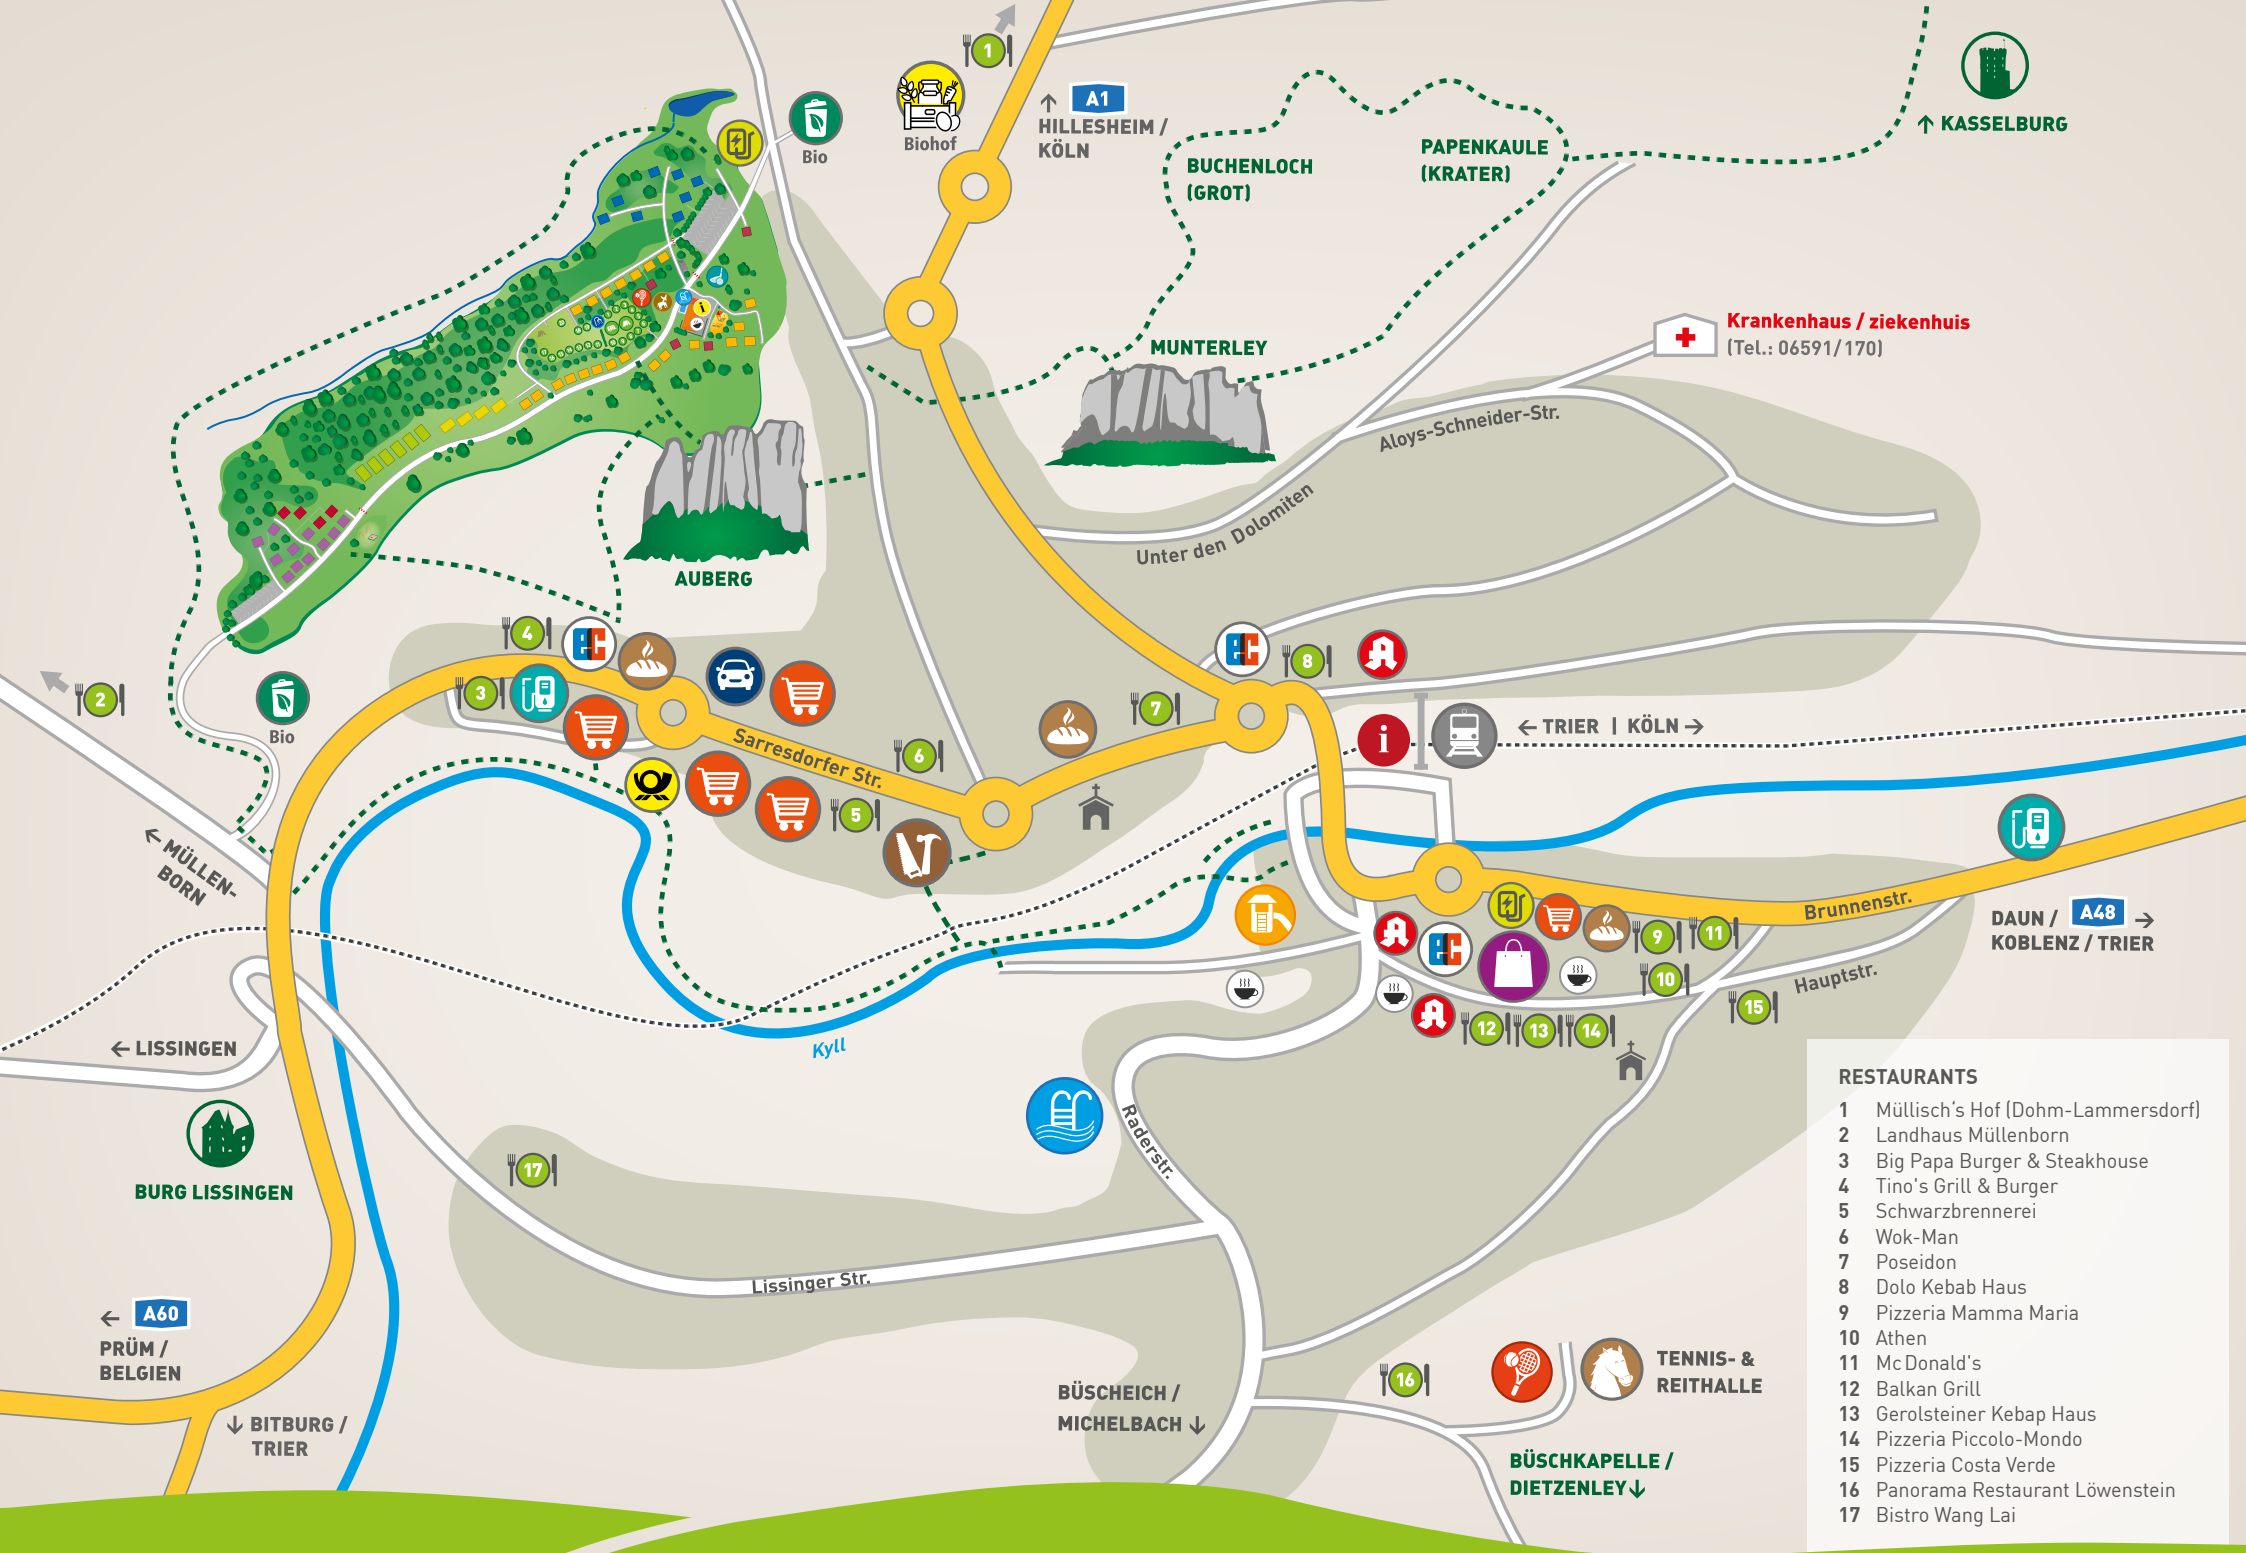 1
A1
HILLESHEIM /
KÖLN
Biohof
Bio
BUCHENLOCH
(GROT)
PAPENKAULE
(KRATER)
KASSELBURG
Krankenhaus / ziekenhuis
(Tel.: 06591/170)
MUNTERLEY
Aloys-Schneider-Str.
Unter den Dolomiten
AUBERG
i
4
EC
3
2
Bio
EC
8
A
7
6
5
Sarresdorfer Str.
i
TRIER | KÖLN
MÜLLEN-
BORN
Brunnenstr.
DAUN /
A48
KOBLENZ / TRIER
A
EC
9
11
10
Hauptstr.
15
A
12
13
14
LISSINGEN
Kyll
BURG LISSINGEN
17
Raderstr.
Lissinger Str.
A60
PRÜM /
BELGIEN
BITBURG /
TRIER
BÜSCHEICH /
MICHELBACH
16
TENNIS- &
REITHALLE
BÜSCHKAPELLE /
DIETZENLEY
RESTAURANTS
1 Müllisch‘s Hof (Dohm-Lammersdorf)
2 Landhaus Müllenborn
3 Big Papa Burger & Steakhouse
4 Tino's Grill & Burger
5 Schwarzbrennerei
6 Wok-Man
7 Poseidon
8 Dolo Kebab Haus
9 Pizzeria Mamma Maria
10 Athen
11 Mc Donald's
12 Balkan Grill
13 Gerolsteiner Kebap Haus
14 Pizzeria Piccolo-Mondo
15 Pizzeria Costa Verde
16 Panorama Restaurant Löwenstein
17 Bistro Wang Lai